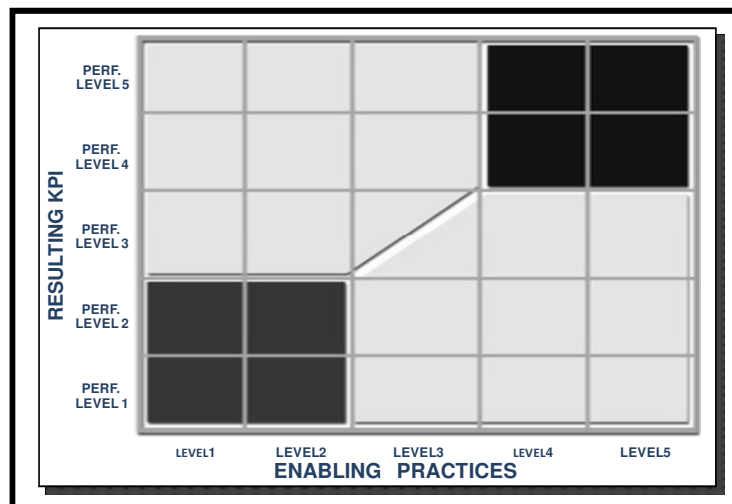 PERF.
LEVEL 5
PERF.
LEVEL 4
RESULTING KPI
PERF.
LEVEL 3
PERF.
LEVEL 2
PERF.
LEVEL 1
LEVEL1 LEVEL2 LEVEL3 LEVEL4 LEVEL5
ENABLING PRACTICES